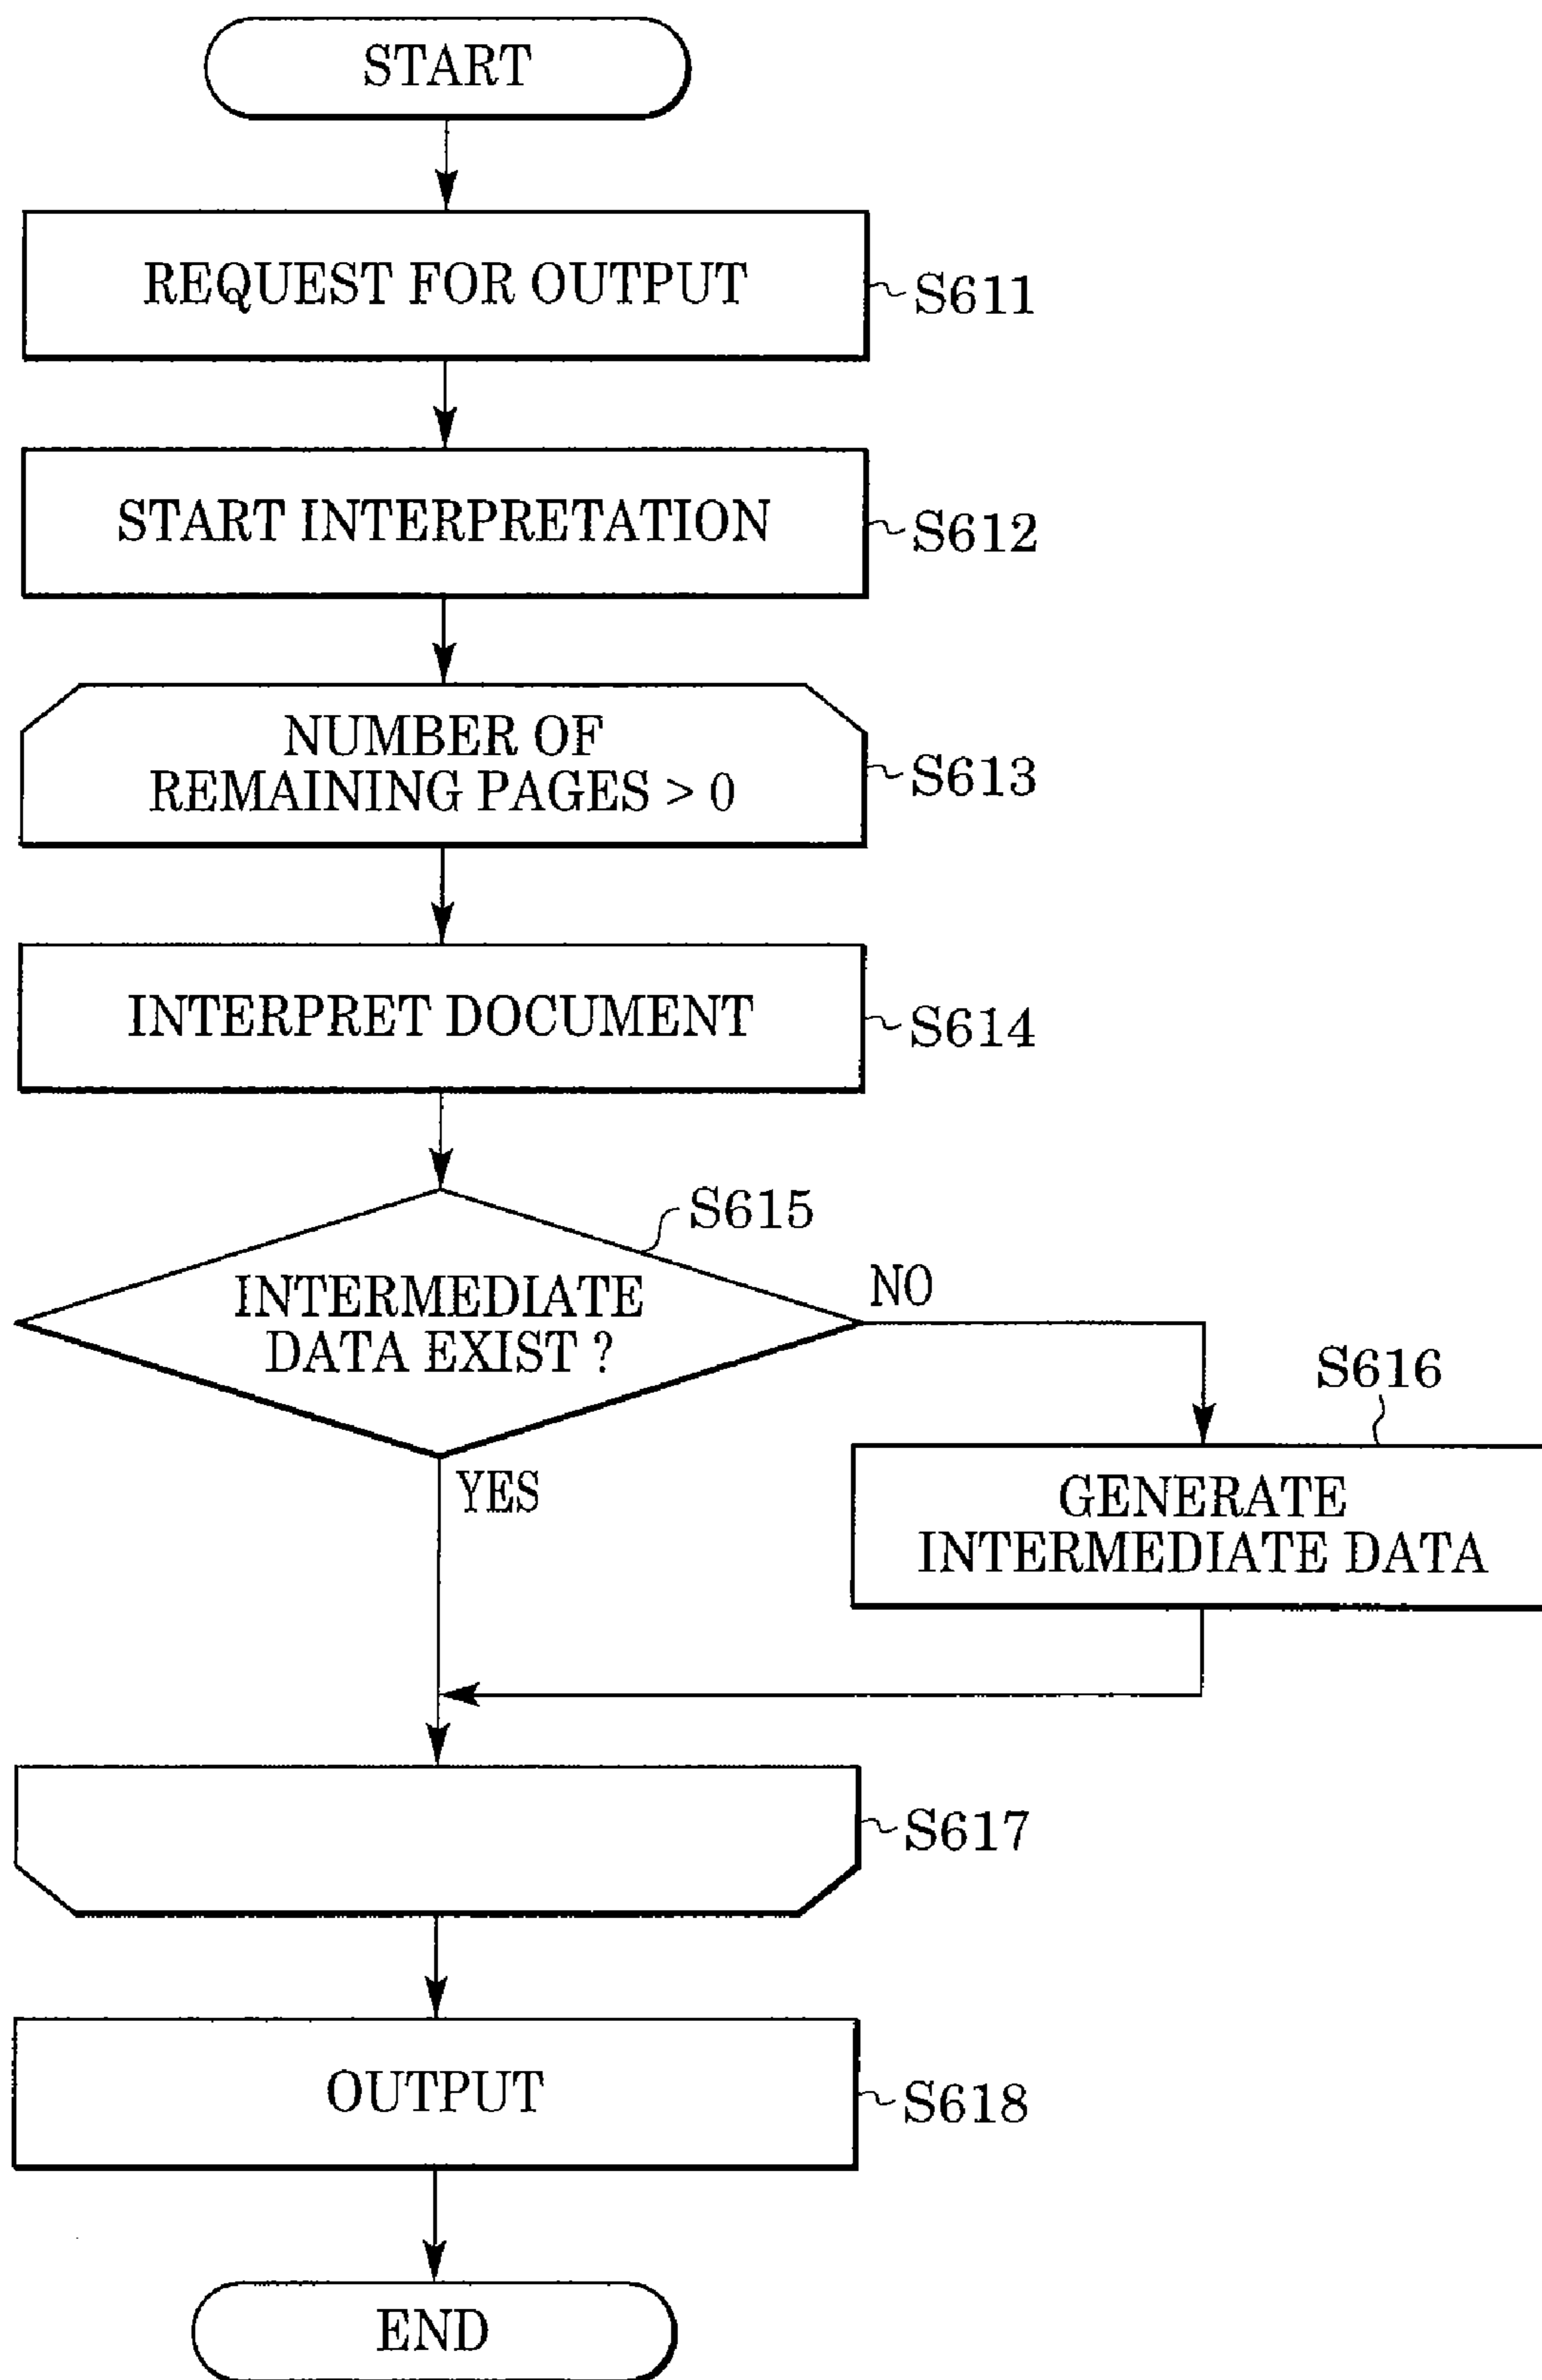 START
REQUEST FOR OUTPUT
S611
START INTERPRETATION
S612
NUMBER OF
REMAINING PAGES > 0
S613
INTERPRET DOCUMENT
S614
S615
INTERMEDIATE
DATA EXIST ?
NO
YES
S616
GENERATE
INTERMEDIATE DATA
S617
OUTPUT
S618
END